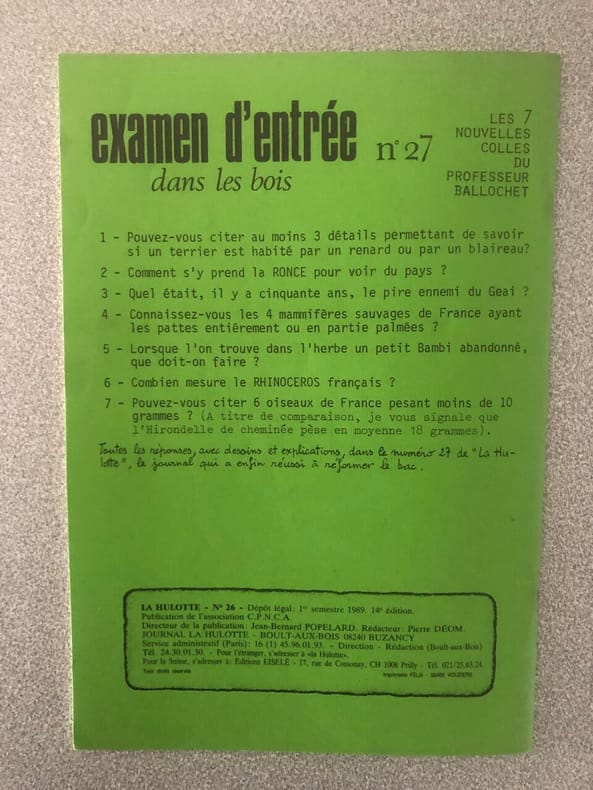 examen d'entrée n° 27
dans les bois
LES 7
NOUVELLES
COLLES
DU
PROFESSEUR
BALLOCHET
1 - Pouvez-vous citer au moins 3 détails permettant de savoir
si un terrier est habité par un renard ou par un blaireau?
2 - Comment s'y prend la RONCE pour voir du pays ?
3 - Quel était, il y a cinquante ans, le pire ennemi du Geai ?
4 - Connaissez-vous les 4 mammifères sauvages de France ayant
les pattes entièrement ou en partie palmées ?
5 - Lorsque l'on trouve dans l'herbe un petit Bambi abandonné,
que doit-on faire ?
6 - Combien mesure le RHINOCEROS français ?
7 - Pouvez-vous citer 6 oiseaux de France pesant moins de 10
grammes ? (A titre de comparaison, je vous signale que
l'Hirondelle de cheminée pèse en moyenne 18 grammes).
Toutes les réponses, avec dessins et explications, dans le numéro 27 de "La Hu-
lotte", le journal qui a enfin réussi à réformer le bac.
LA HULOTTE - N° 26 - Dépôt légal: 1er semestre 1989. 14e édition.
Publication de l'association C.P.N.C.A.
Directeur de la publication: Jean-Bernard POPELARD. Rédacteur: Pierre DÉOM.
JOURNAL LA HULOTTE - BOULT-AUX-BOIS 08240 BUZANCY
Service administratif (Paris): 16 (1) 45.96.01.93. - Direction - Rédaction (Boult-aux-Bois)
Tél. 24.30.01.30. - Pour l'étranger, s'adresser à «la Hulotte».
Pour la Suisse, s'adresser à: Editions EISELÉ - 17, rue de Cossonay, CH 1008 Prilly - Tél. 021/25.63.24
Tous droits réservés Imprimerie FÉLIX - 08400 VOUZIERS